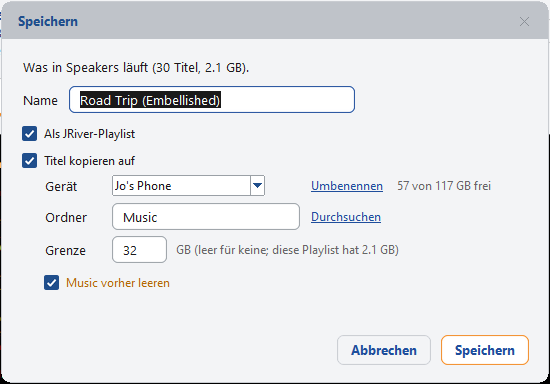 Speichern
Was in Speakers läuft (30 Titel, 2.1 GB).
Name Road Trip (Embellished)
Als JRiver-Playlist
Titel kopieren auf
Gerät Jo's Phone Umbenennen 57 von 117 GB frei
Ordner Music Durchsuchen
Grenze 32 GB (leer für keine; diese Playlist hat 2.1 GB)
Music vorher leeren
Abbrechen Speichern